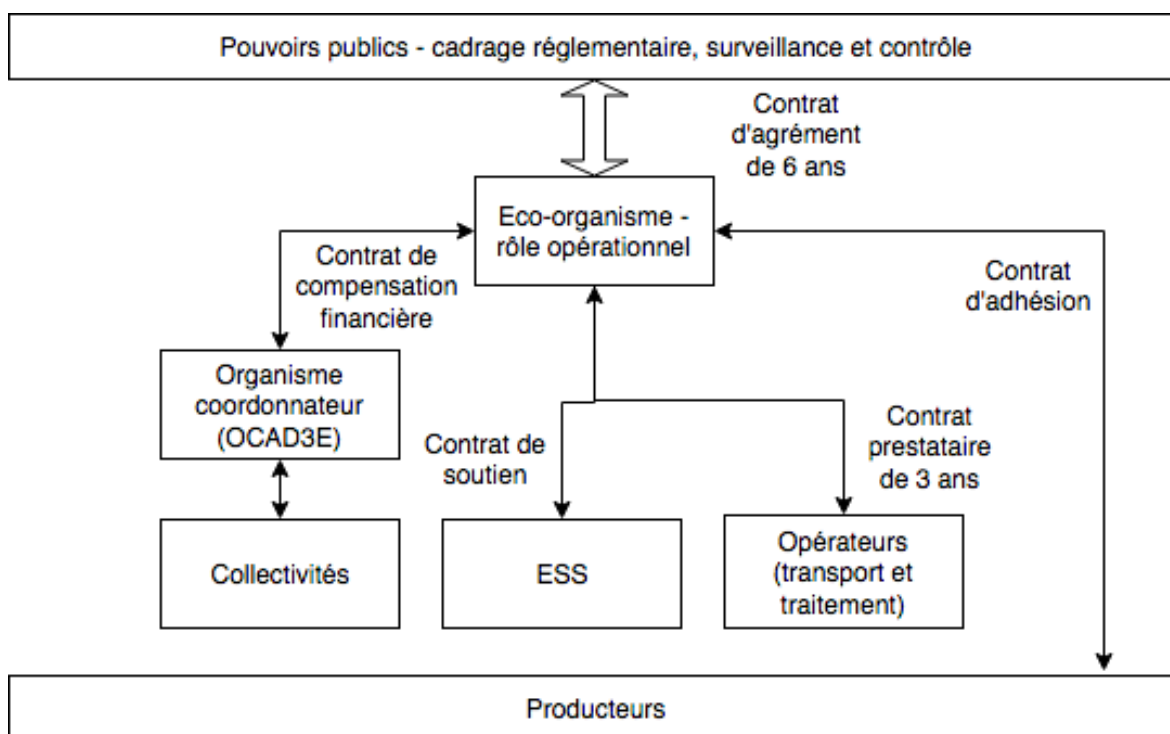 Pouvoirs publics - cadrage réglementaire, surveillance et contrôle
Contrat
d'agrément
de 6 ans
Eco-organisme -
rôle opérationnel
Contrat de
compensation
financière
Contrat
d'adhésion
Organisme
coordonnateur
(OCAD3E)
Contrat de
soutien
Contrat
prestataire
de 3 ans
Collectivités
ESS
Opérateurs
(transport et
traitement)
Producteurs